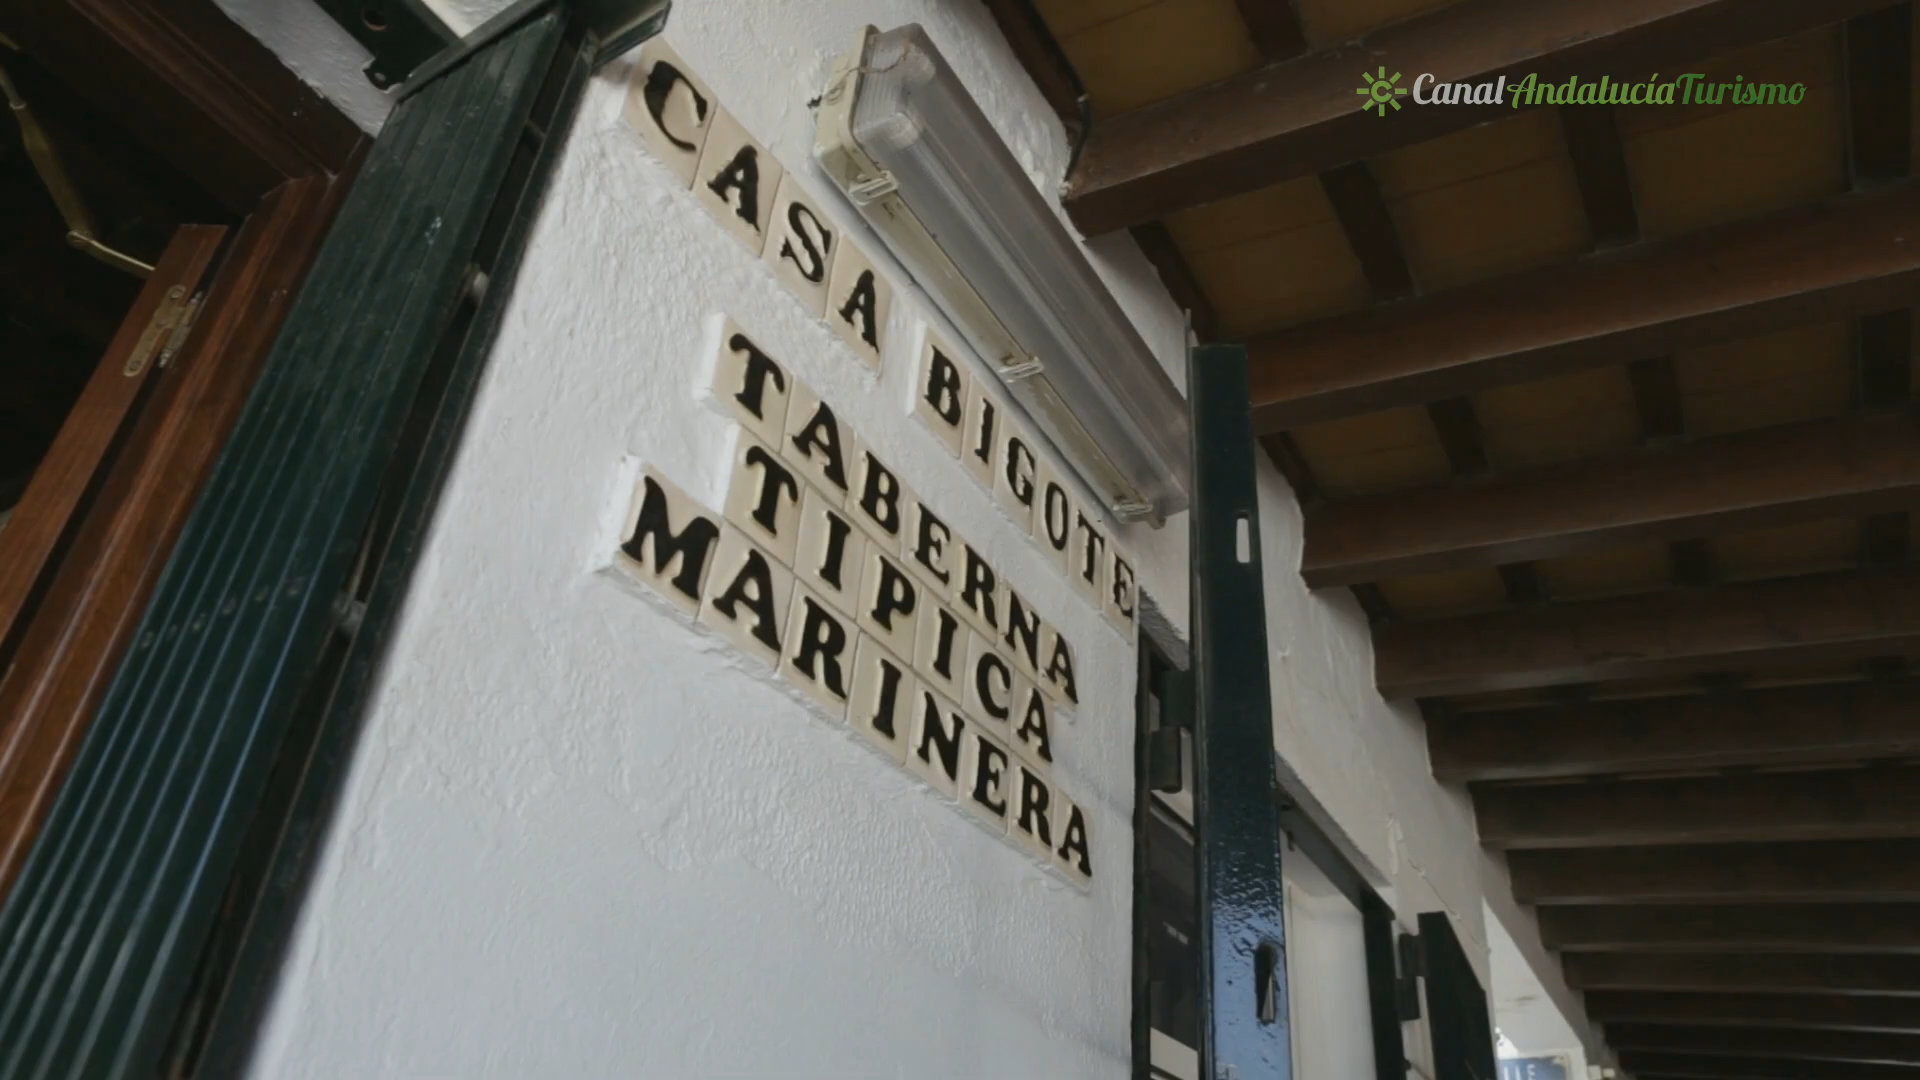 Canal Andalucía Turismo
CASA BIGOTE
TABERNA
TIPICA
MARINERA